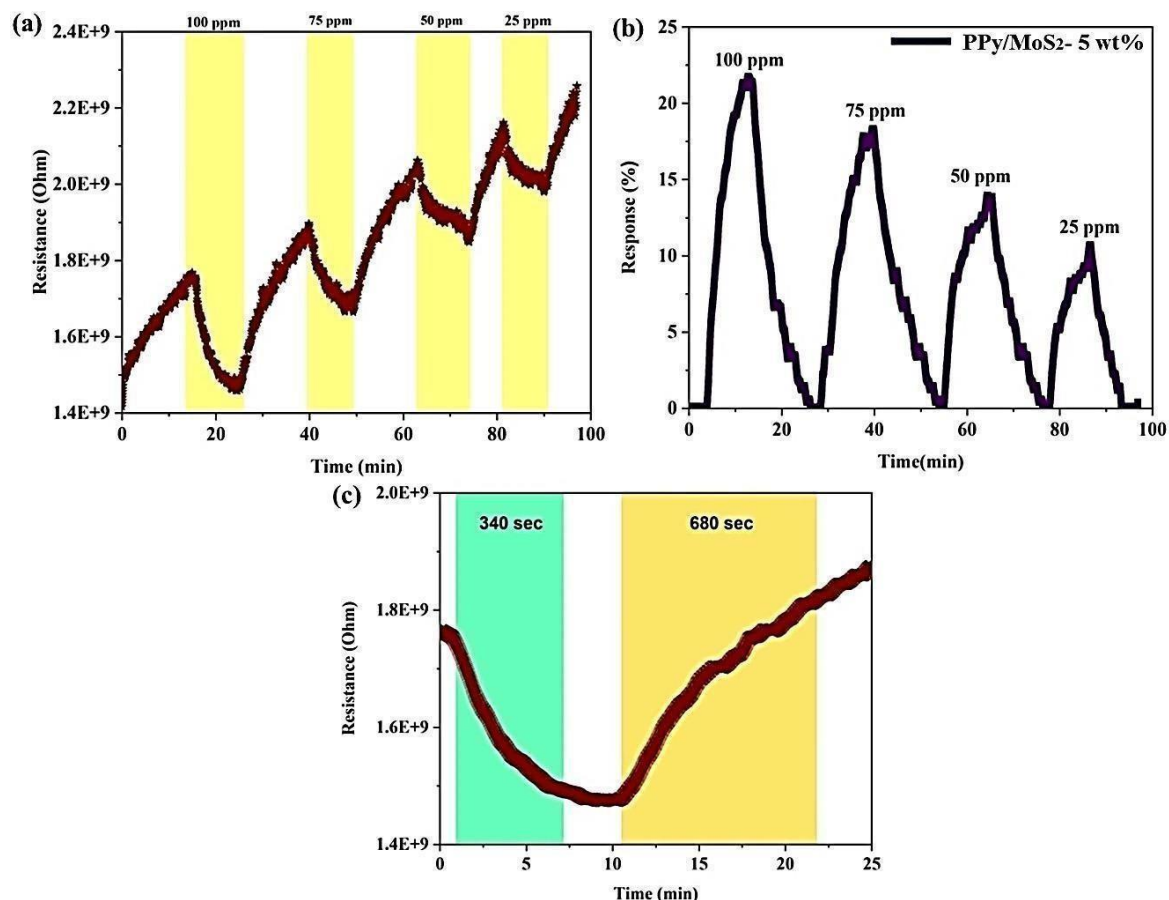 (a)
100 ppm 75 ppm 50 ppm 25 ppm
2.4E+9
2.2E+9
2.0E+9
1.8E+9
1.6E+9
1.4E+9
Resistance (Ohm)
0 20 40 60 80 100
Time (min)
(b)
PPy/MoS₂- 5 wt%
100 ppm
75 ppm
50 ppm
25 ppm
25
20
15
10
5
0
Response (%)
0 20 40 60 80 100
Time(min)
(c)
340 sec 680 sec
2.0E+9
1.8E+9
1.6E+9
1.4E+9
Resistance (Ohm)
0 5 10 15 20 25
Time (min)